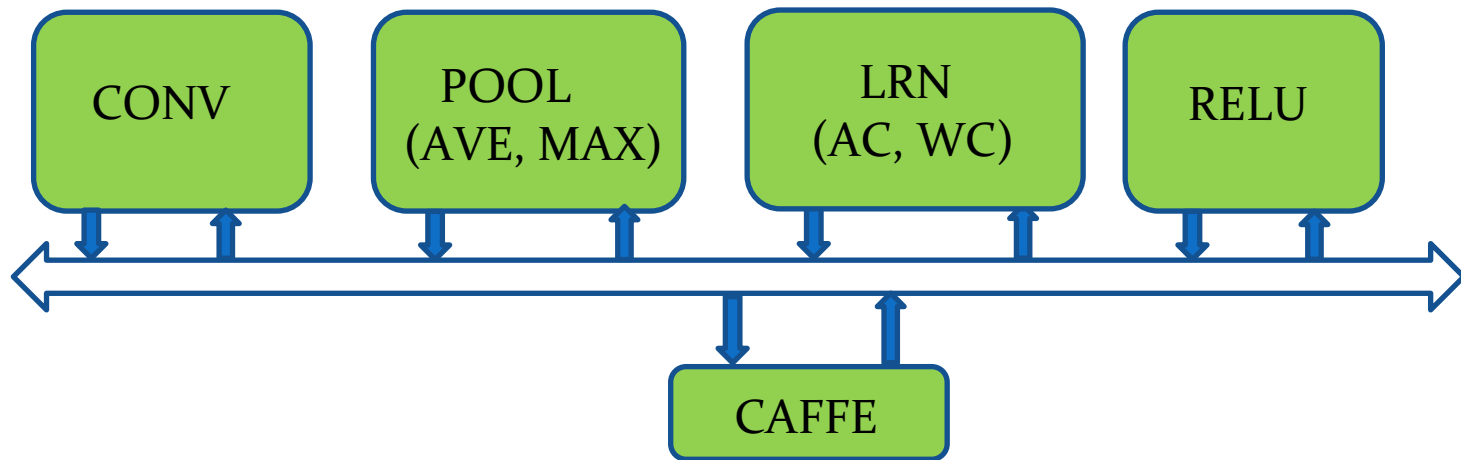 CONV
POOL
(AVE, MAX)
LRN
(AC, WC)
RELU
CAFFE